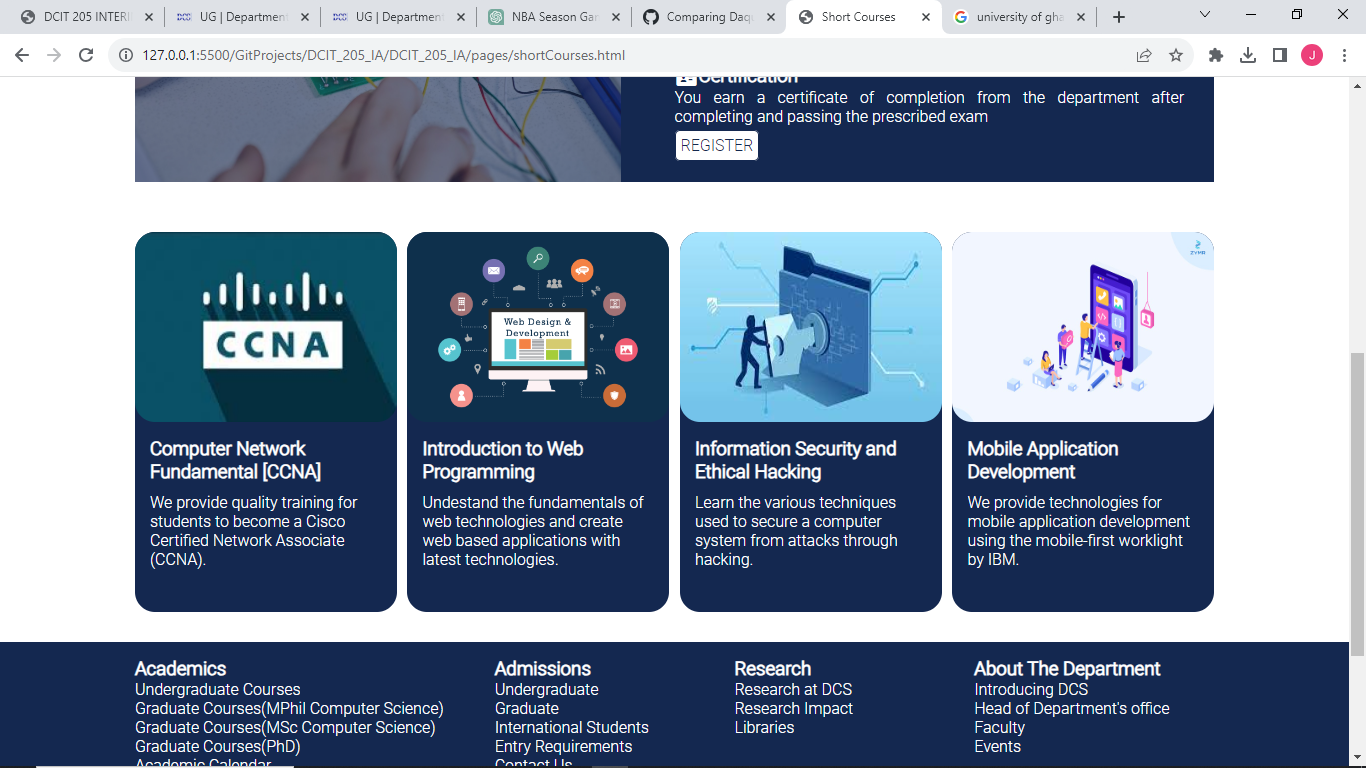 DCIT 205 INTERI
UG | Department
UG | Department
NBA Season Gar
Comparing Daqu
Short Courses
university of gha
127.0.0.1:5500/GitProjects/DCIT_205_IA/DCIT_205_IA/pages/shortCourses.html
J
Certification
You earn a certificate of completion from the department after
completing and passing the prescribed exam
REGISTER
CCNA
Web Design &
Development
ZYMR
Computer Network
Fundamental [CCNA]
We provide quality training for
students to become a Cisco
Certified Network Associate
(CCNA).
Introduction to Web
Programming
Undestand the fundamentals of
web technologies and create
web based applications with
latest technologies.
Information Security and
Ethical Hacking
Learn the various techniques
used to secure a computer
system from attacks through
hacking.
Mobile Application
Development
We provide technologies for
mobile application development
using the mobile-first worklight
by IBM.
Academics
Undergraduate Courses
Graduate Courses(MPhil Computer Science)
Graduate Courses(MSc Computer Science)
Graduate Courses(PhD)
Academic Calendar
Admissions
Undergraduate
Graduate
International Students
Entry Requirements
Contact Us
Research
Research at DCS
Research Impact
Libraries
About The Department
Introducing DCS
Head of Department's office
Faculty
Events